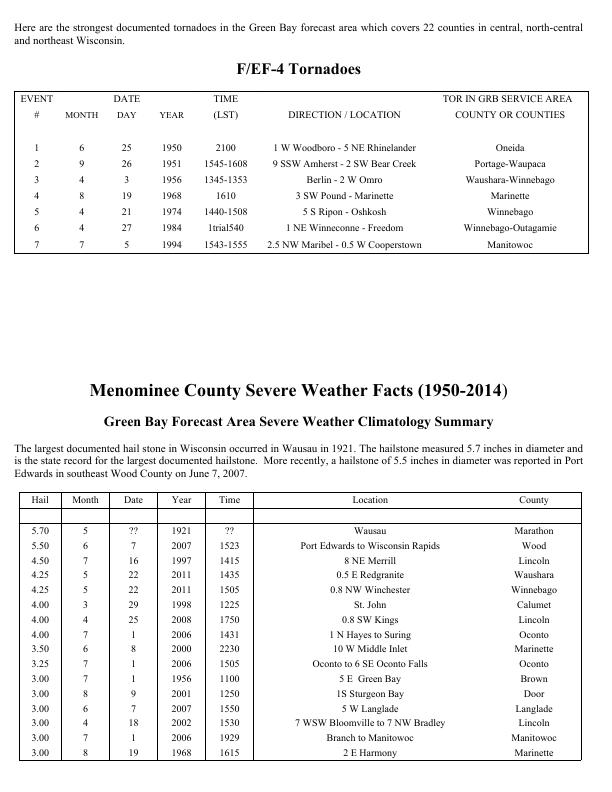 Here are the strongest documented tornadoes in the Green Bay forecast area which covers 22 counties in central, north-central
and northeast Wisconsin.
F/EF-4 Tornadoes
EVENT DATE TIME TOR IN GRB SERVICE AREA
# MONTH DAY YEAR (LST) DIRECTION / LOCATION COUNTY OR COUNTIES
1 6 25 1950 2100 1 W Woodboro - 5 NE Rhinelander Oneida
2 9 26 1951 1545-1608 9 SSW Amherst - 2 SW Bear Creek Portage-Waupaca
3 4 3 1956 1345-1353 Berlin - 2 W Omro Waushara-Winnebago
4 8 19 1968 1610 3 SW Pound - Marinette Marinette
5 4 21 1974 1440-1508 5 S Ripon - Oshkosh Winnebago
6 4 27 1984 1trial540 1 NE Winneconne - Freedom Winnebago-Outagamie
7 7 5 1994 1543-1555 2.5 NW Maribel - 0.5 W Cooperstown Manitowoc
Menominee County Severe Weather Facts (1950-2014)
Green Bay Forecast Area Severe Weather Climatology Summary
The largest documented hail stone in Wisconsin occurred in Wausau in 1921. The hailstone measured 5.7 inches in diameter and
is the state record for the largest documented hailstone. More recently, a hailstone of 5.5 inches in diameter was reported in Port
Edwards in southeast Wood County on June 7, 2007.
Hail Month Date Year Time Location County
5.70 5 ?? 1921 ?? Wausau Marathon
5.50 6 7 2007 1523 Port Edwards to Wisconsin Rapids Wood
4.50 7 16 1997 1415 8 NE Merrill Lincoln
4.25 5 22 2011 1435 0.5 E Redgranite Waushara
4.25 5 22 2011 1505 0.8 NW Winchester Winnebago
4.00 3 29 1998 1225 St. John Calumet
4.00 4 25 2008 1750 0.8 SW Kings Lincoln
4.00 7 1 2006 1431 1 N Hayes to Suring Oconto
3.50 6 8 2000 2230 10 W Middle Inlet Marinette
3.25 7 1 2006 1505 Oconto to 6 SE Oconto Falls Oconto
3.00 7 1 1956 1100 5 E Green Bay Brown
3.00 8 9 2001 1250 1S Sturgeon Bay Door
3.00 6 7 2007 1550 5 W Langlade Langlade
3.00 4 18 2002 1530 7 WSW Bloomville to 7 NW Bradley Lincoln
3.00 7 1 2006 1929 Branch to Manitowoc Manitowoc
3.00 8 19 1968 1615 2 E Harmony Marinette